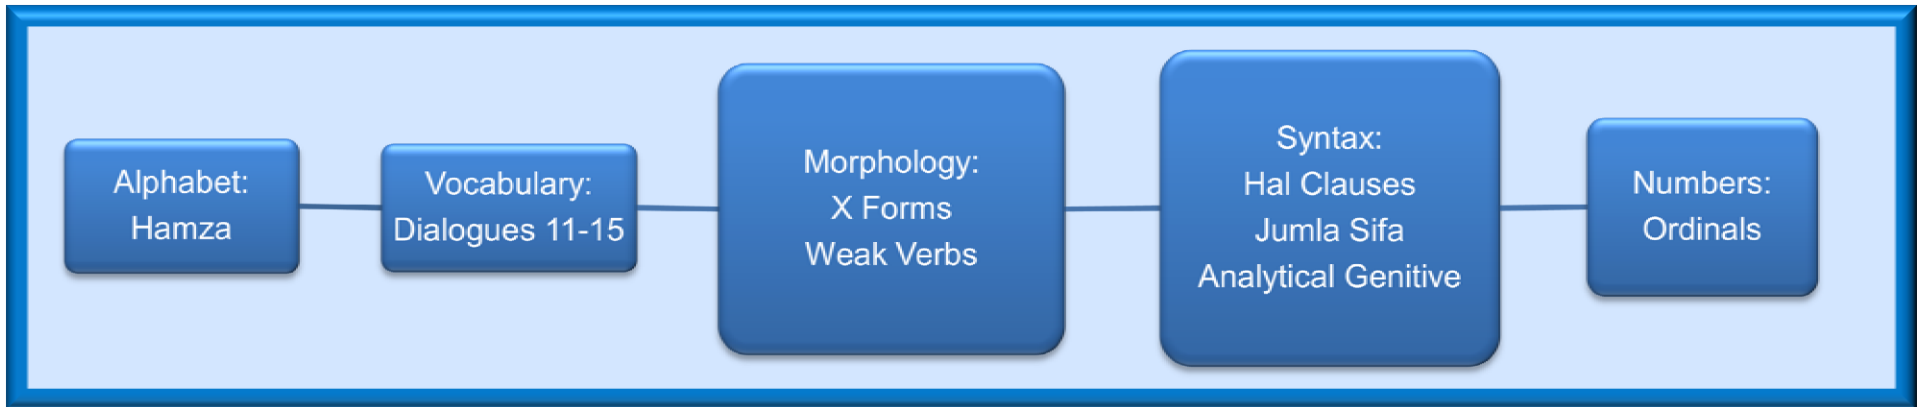 Alphabet:
Hamza
Vocabulary:
Dialogues 11-15
Morphology:
X Forms
Weak Verbs
Syntax:
Hal Clauses
Jumla Sifa
Analytical Genitive
Numbers:
Ordinals